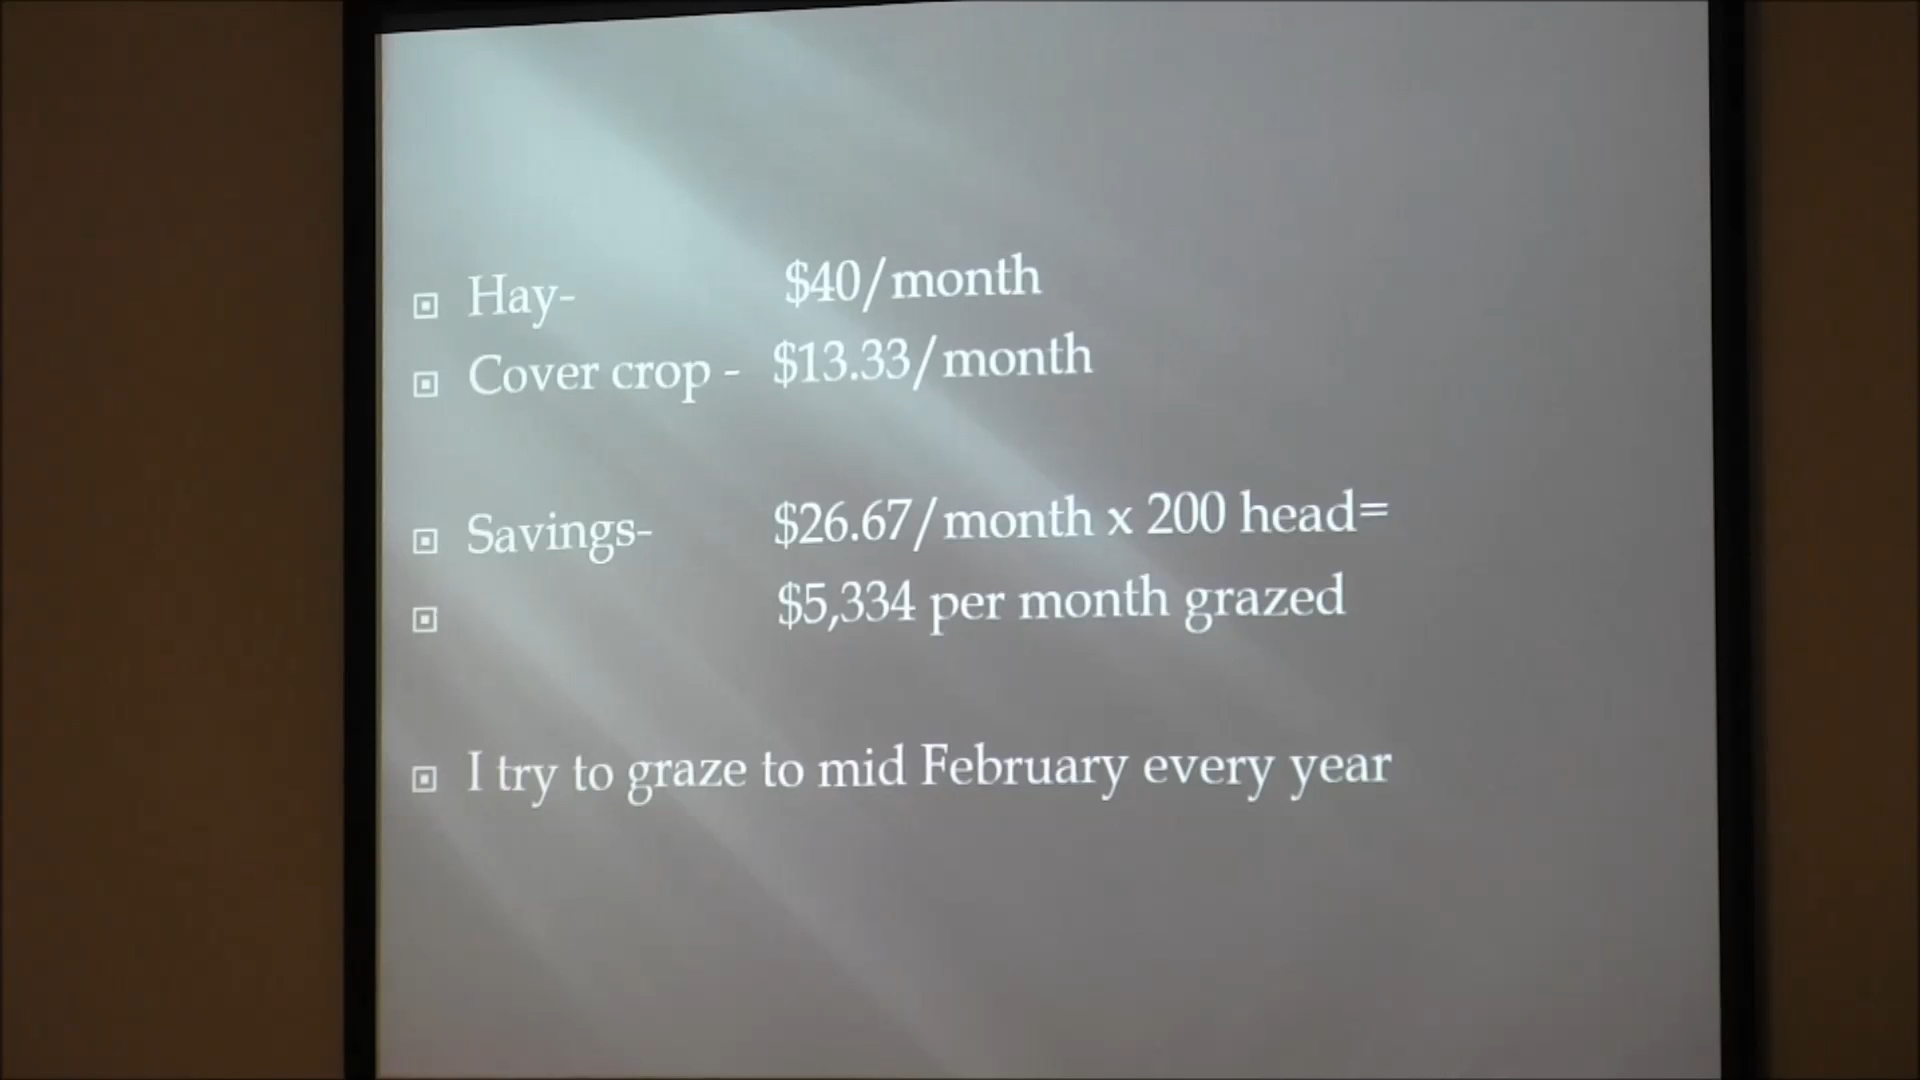 Hay- $40/month
Cover crop - $13.33/month
Savings- $26.67/month x 200 head=
$5,334 per month grazed
I try to graze to mid February every year